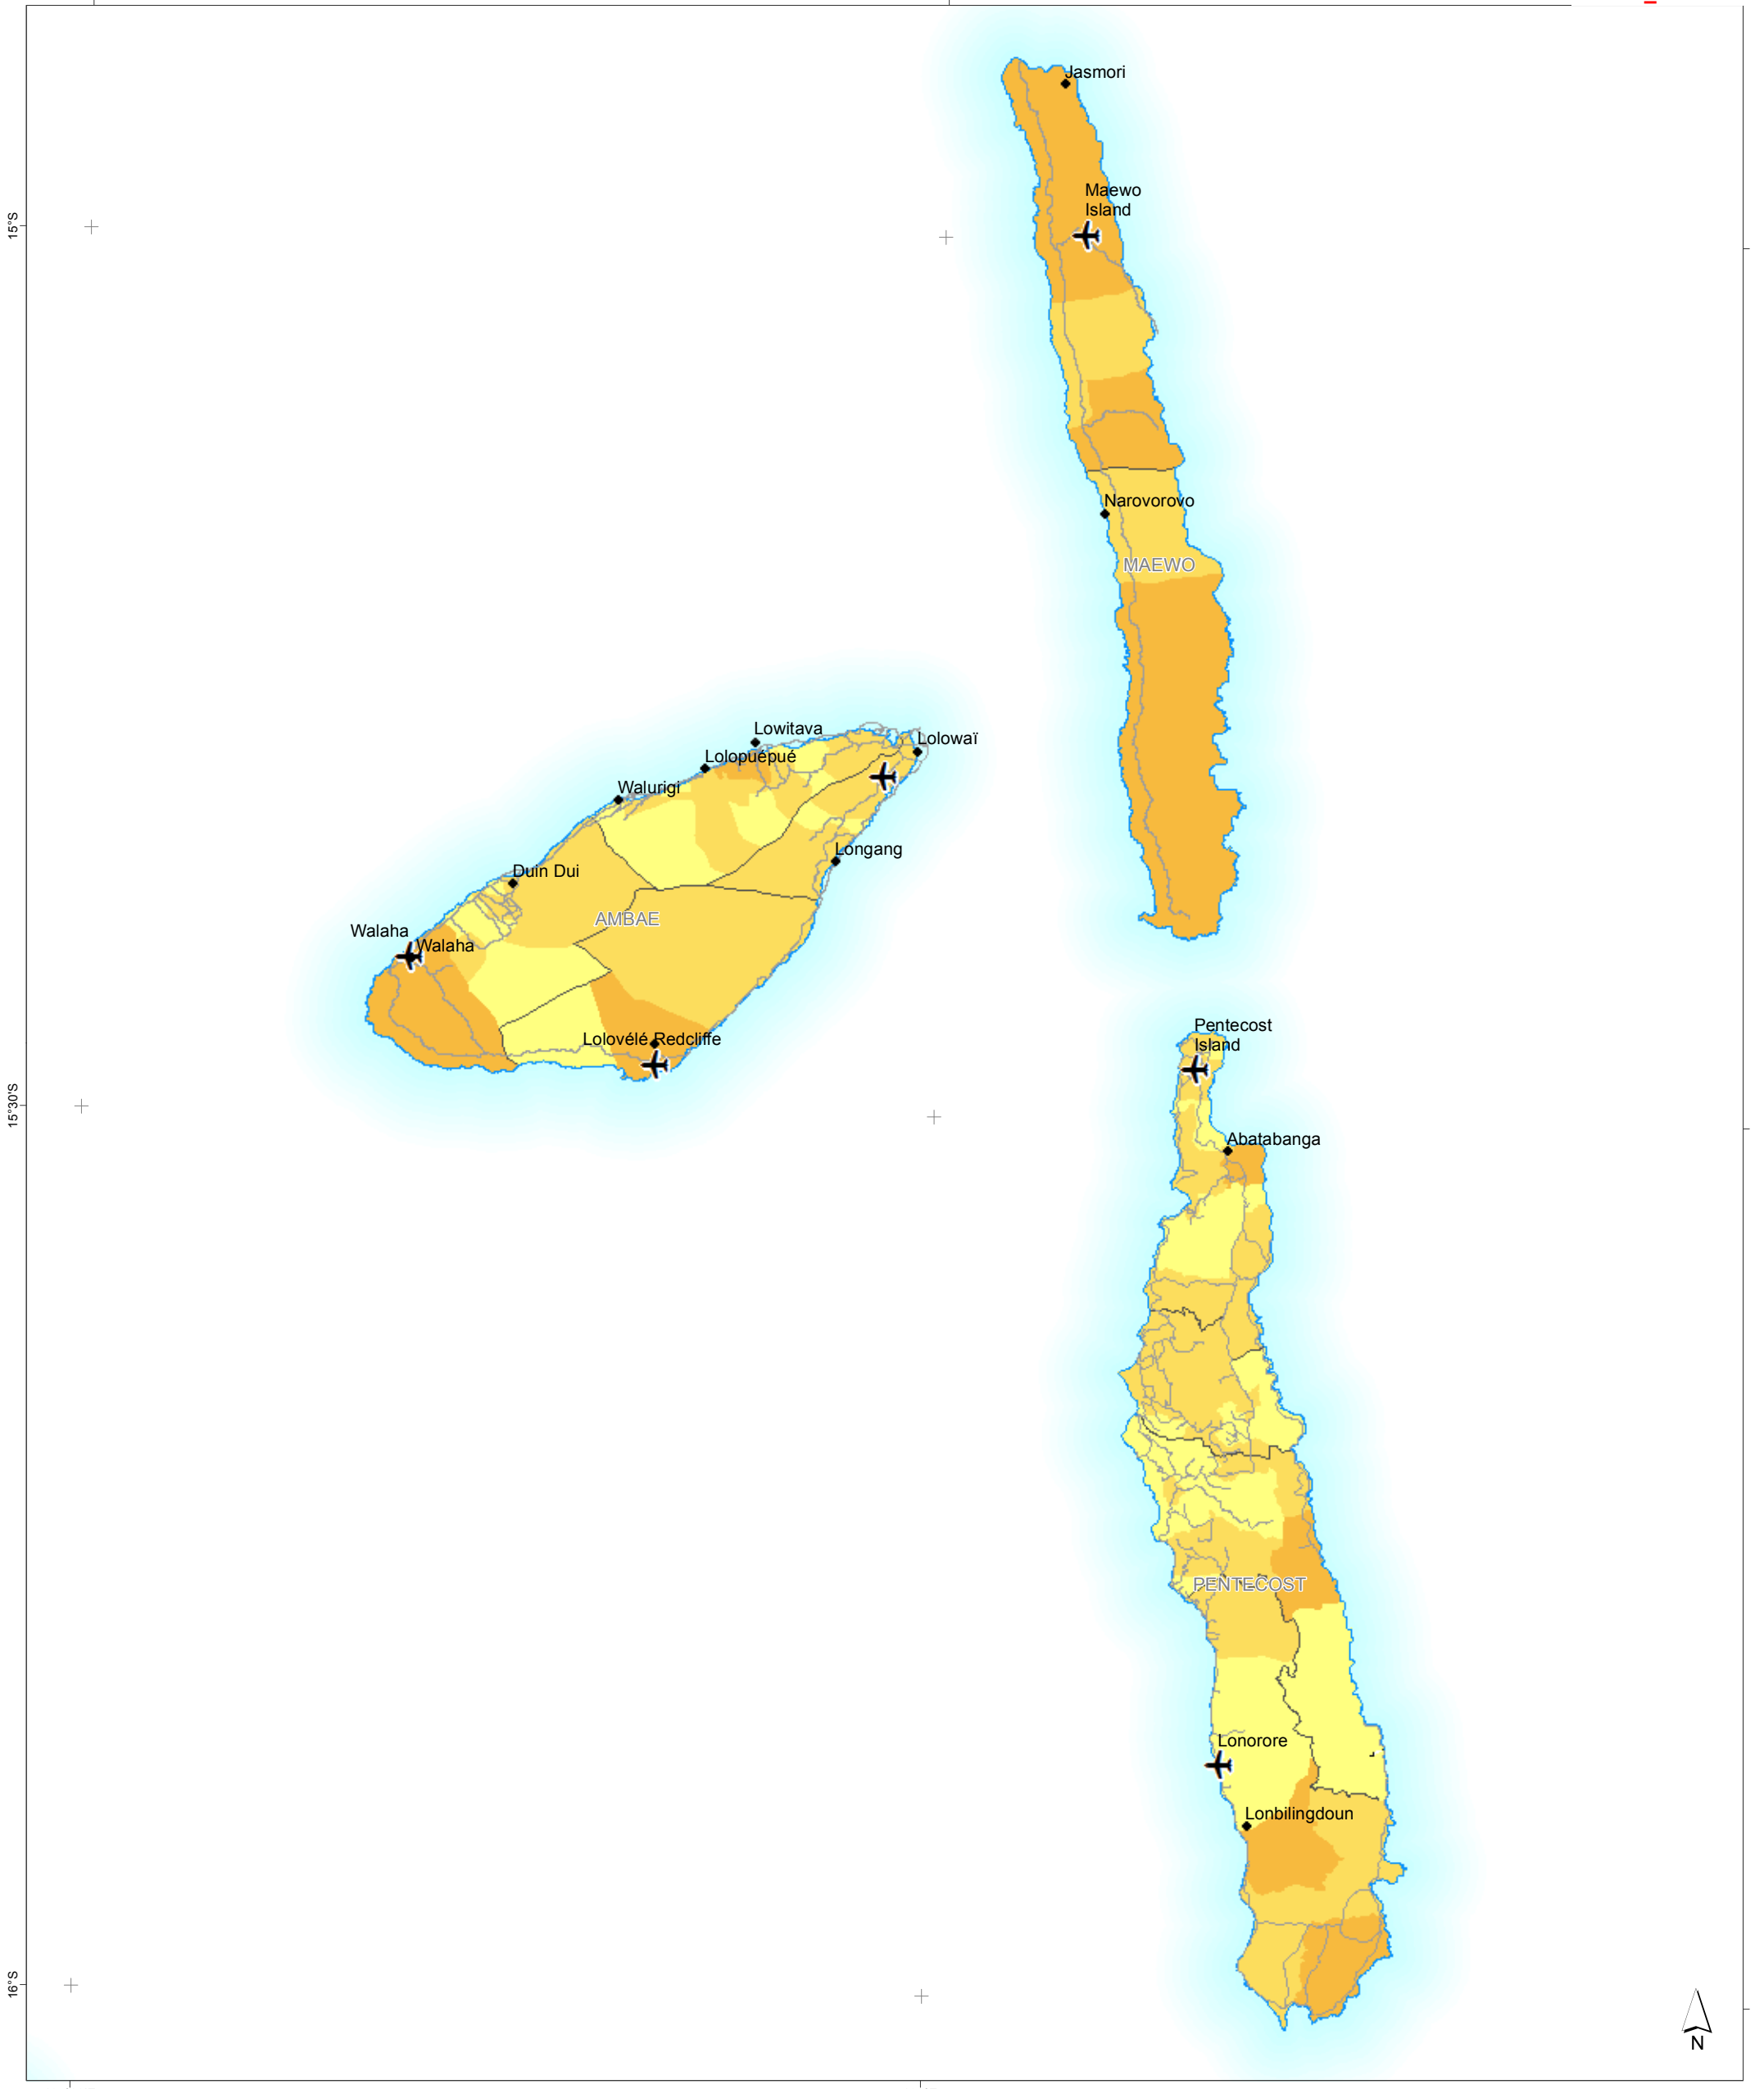 Jasmori
Maewo
Island
15°S
Narovorovo
MAEWO
Lowitava
Lolowaï
Lolopuépué
Walurigi
Longang
Duin Dui
AMBAE
Walaha
Walaha
Pentecost
Island
Lolovélé Redcliffe
15°30'S
Abatabanga
PENTECOST
Lonorore
Lonbilingdoun
16°S
N